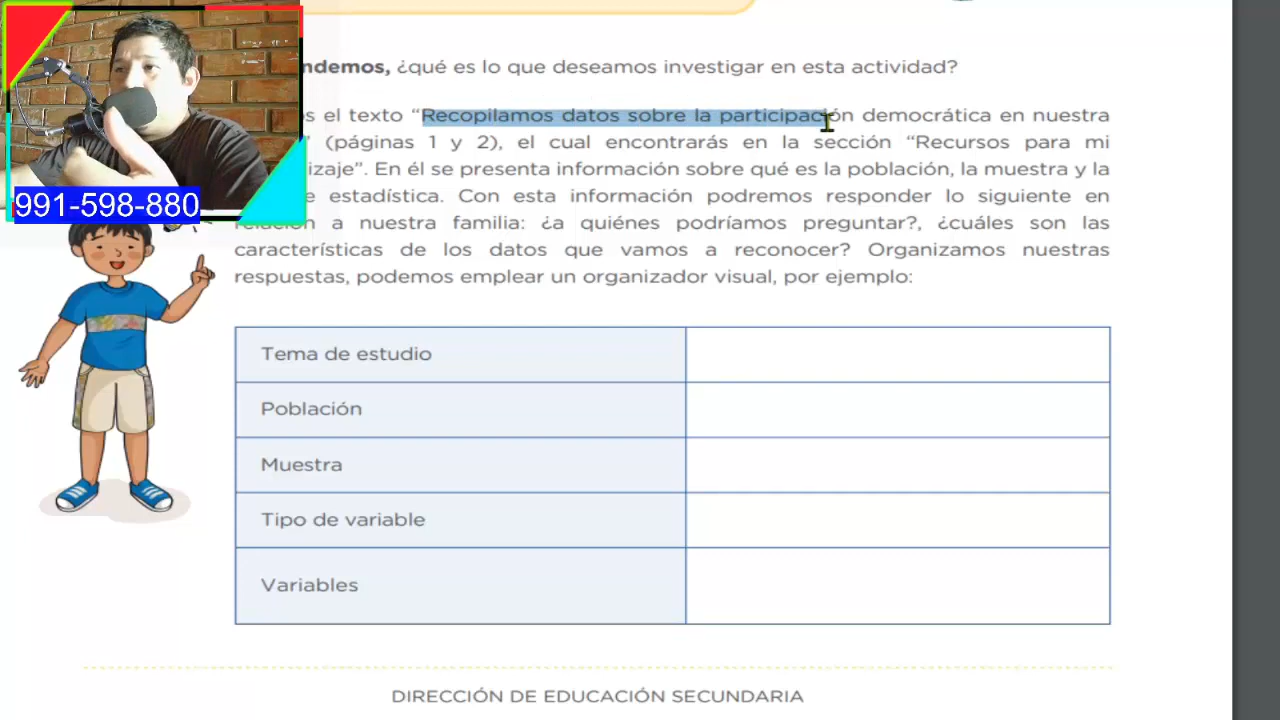 ndemos, ¿qué es lo que deseamos investigar en esta actividad?
s el texto “Recopilamos datos sobre la participación democrática en nuestra
” (páginas 1 y 2), el cual encontrarás en la sección “Recursos para mi
izaje”. En él se presenta información sobre qué es la población, la muestra y la
e estadística. Con esta información podremos responder lo siguiente en
relación a nuestra familia: ¿a quiénes podríamos preguntar?, ¿cuáles son las
características de los datos que vamos a reconocer? Organizamos nuestras
respuestas, podemos emplear un organizador visual, por ejemplo:
991-598-880
Tema de estudio
Población
Muestra
Tipo de variable
Variables
DIRECCIÓN DE EDUCACIÓN SECUNDARIA